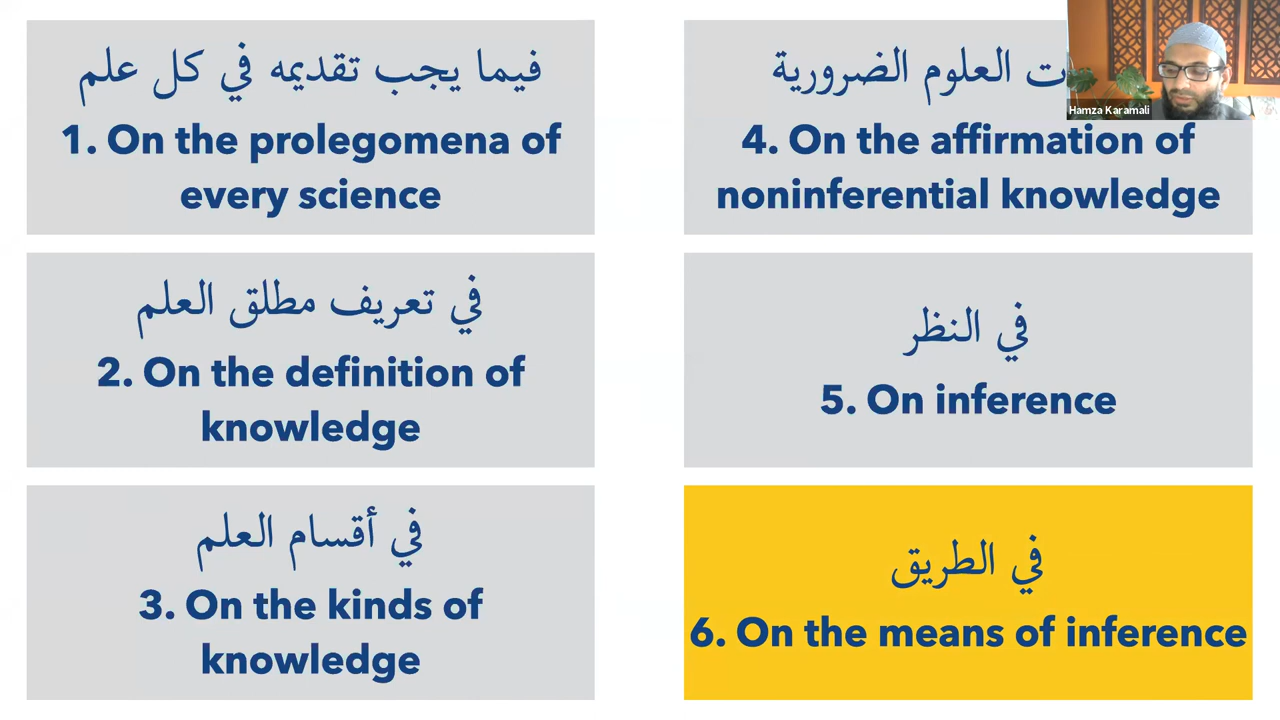 فيما يجب تقديمه في كل علم
1. On the prolegomena of
every science
في تعريف مطلق العلم
2. On the definition of
knowledge
في أقسام العلم
3. On the kinds of
knowledge
العلوم الضرورية
Hamza Karamali
4. On the affirmation of
noninferential knowledge
في النظر
5. On inference
في الطريق
6. On the means of inference